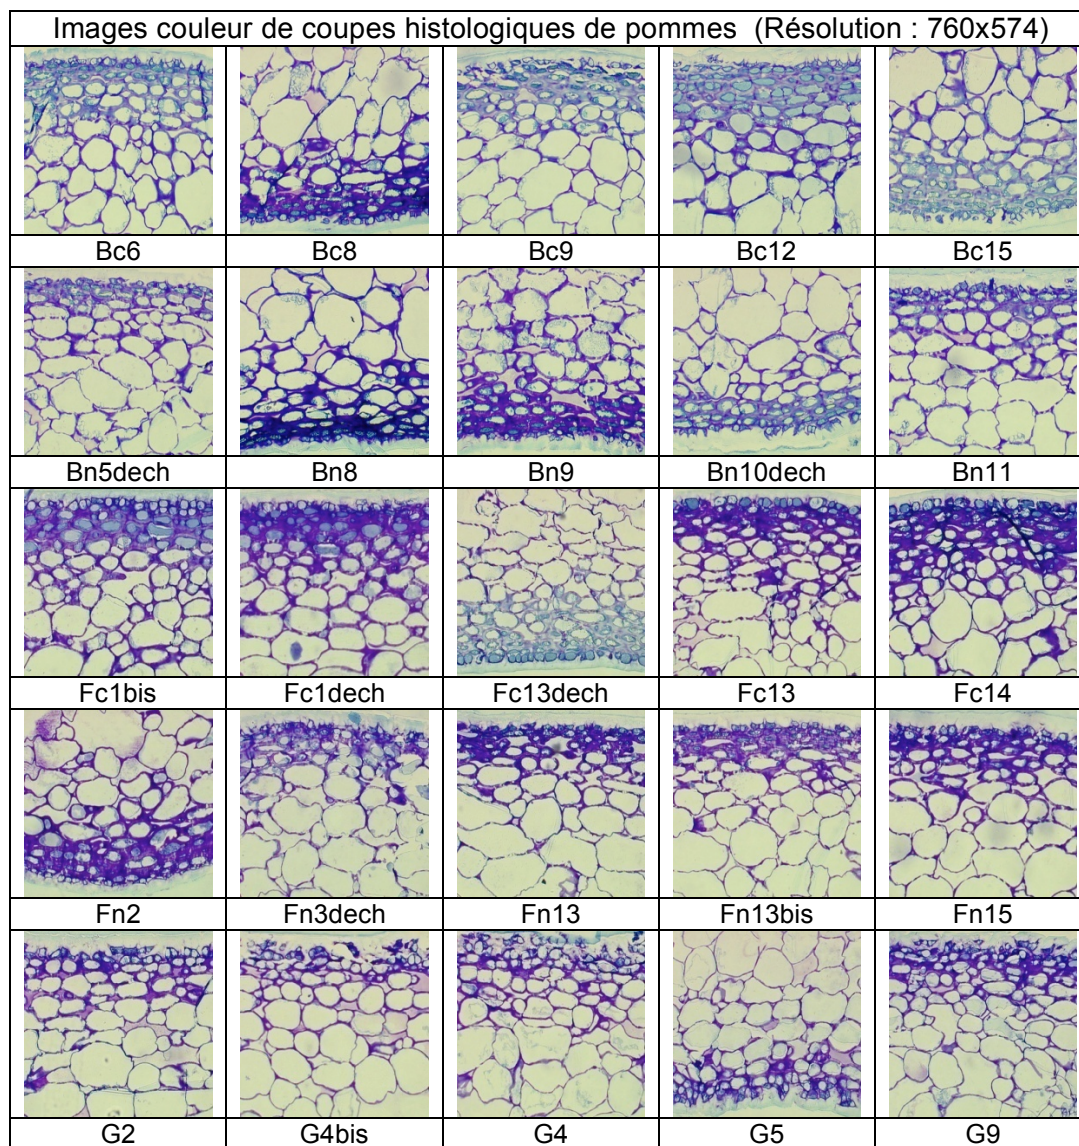 Images couleur de coupes histologiques de pommes (Résolution : 760x574)
Bc6 Bc8 Bc9 Bc12 Bc15
Bn5dech Bn8 Bn9 Bn10dech Bn11
Fc1bis Fc1dech Fc13dech Fc13 Fc14
Fn2 Fn3dech Fn13 Fn13bis Fn15
G2 G4bis G4 G5 G9